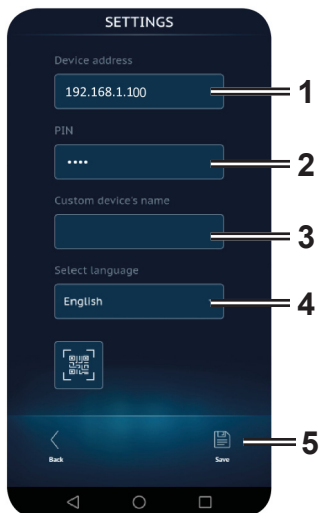 SETTINGS
Device address
192.168.1.100
1
PIN
••••
2
Custom device's name
3
Select language
English
4
Back
Save
5